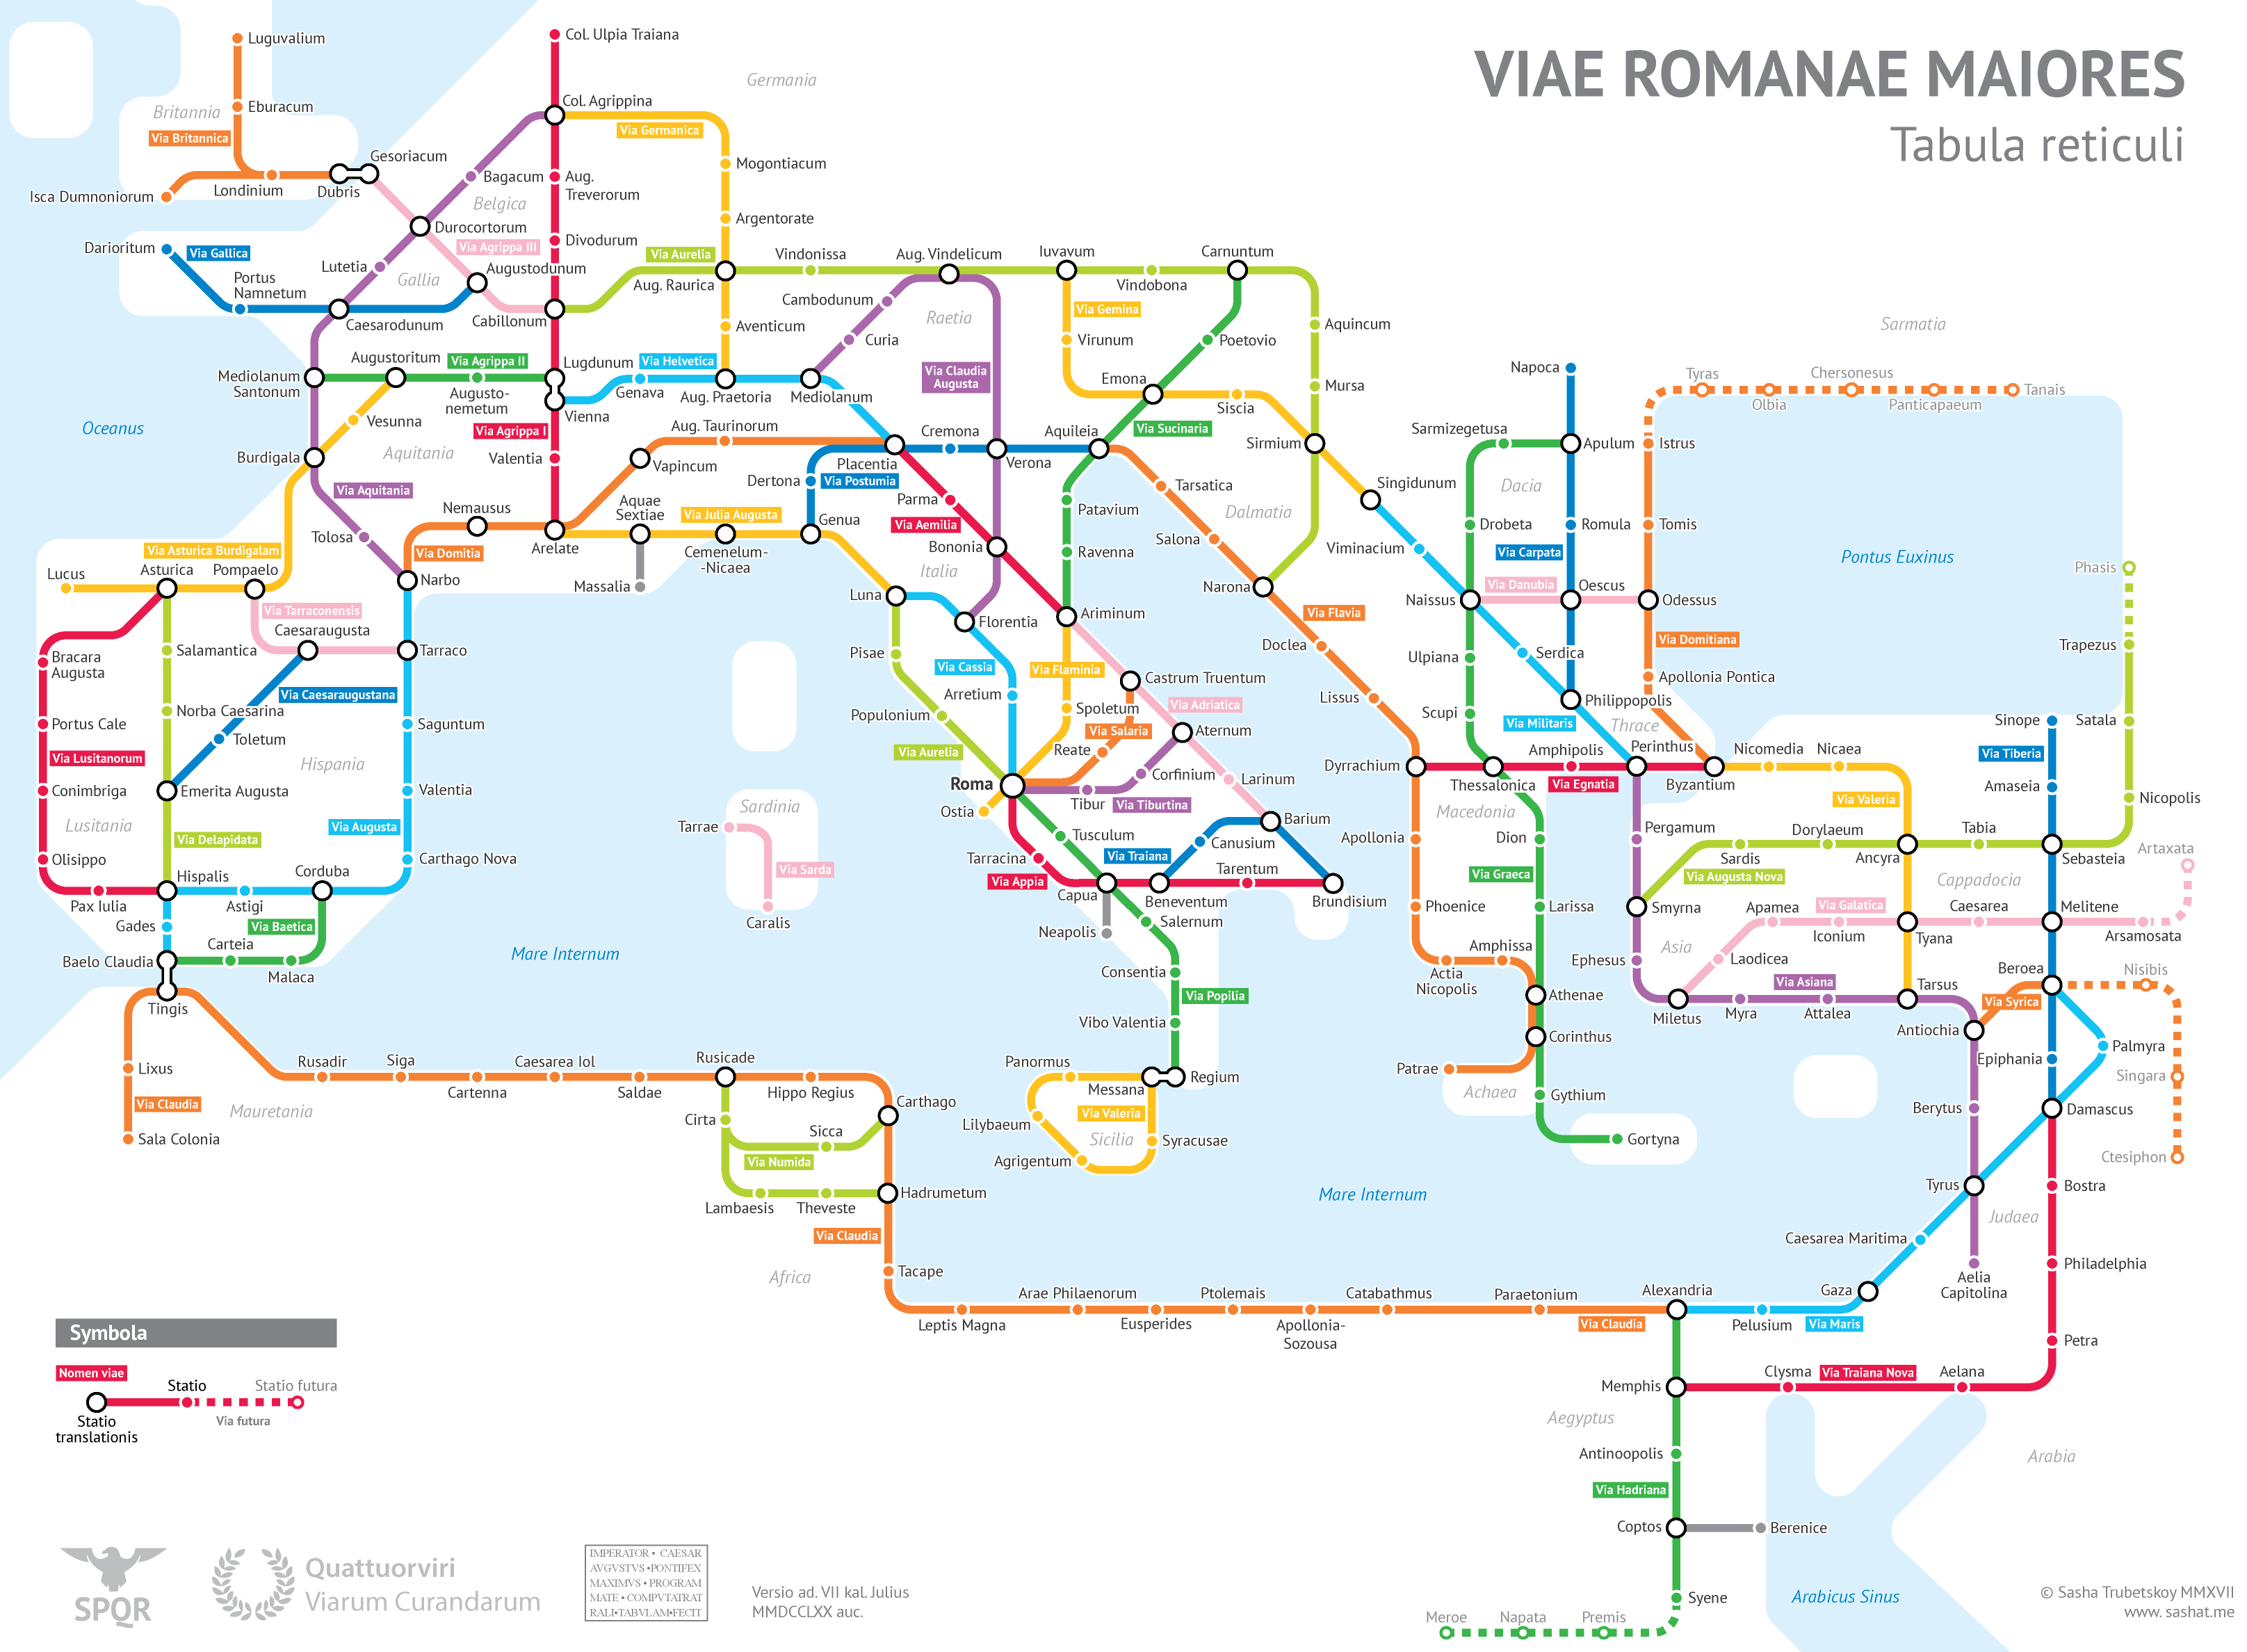 VIAE ROMANAE MAIORES
Tabula reticuli
Luguvalium
Eburacum
Britannia
Via Britannica
Isca Dumnoniorum
Londinium
Dubris
Gesoriacum
Col. Ulpia Traiana
Germania
Col. Agrippina
Via Germanica
Bagacum
Aug.
Treverorum
Mogontiacum
Belgica
Durocortorum
Argentorate
Via Agrippa III
Divodurum
Darioritum
Via Gallica
Portus
Namnetum
Lutetia
Gallia
Augustodunum
Caesarodunum
Cabillonum
Via Aurelia
Aug. Raurica
Vindonissa
Aug. Vindelicum
Iuvavum
Vindobona
Carnuntum
Cambodunum
Raetia
Curia
Via Gemina
Virunum
Poetovio
Aquincum
Aventicum
Mediolanum
Santonum
Augustoritum
Via Agrippa II
Augusto-
nemetum
Lugdunum
Vienna
Via Helvetica
Genava
Aug. Praetoria
Mediolanum
Via Claudia
Augusta
Emona
Siscia
Mursa
Oceanus
Vesunna
Via Agrippa I
Aug. Taurinorum
Cremona
Aquileia
Via Sucinaria
Sirmium
Burdigala
Aquitania
Valentia
Vapincum
Placentia
Verona
Dertona
Via Postumia
Tarsatica
Via Aquitania
Nemausus
Aquae
Sextiae
Via Julia Augusta
Genua
Parma
Via Aemilia
Patavium
Dalmatia
Singidunum
Tolosa
Via Domitia
Arelate
Cemenelum-
-Nicaea
Bononia
Ravenna
Salona
Viminacium
Via Asturica Burdigalam
Lucus
Asturica
Pompaelo
Narbo
Massalia
Italia
Luna
Narona
Via Tarraconensis
Caesaraugusta
Florentia
Ariminum
Via Flavia
Bracara
Augusta
Salamantica
Tarraco
Pisae
Via Cassia
Via Flaminia
Castrum Truentum
Doclea
Via Caesaraugustana
Arretium
Via Adriatica
Lissus
Norba Caesarina
Portus Cale
Toletum
Saguntum
Populonium
Spoletum
Via Salaria
Aternum
Via Lusitanorum
Hispania
Via Aurelia
Reate
Corfinium
Larinum
Conimbriga
Emerita Augusta
Valentia
Roma
Tibur
Via Tiburtina
Ostia
Lusitania
Via Delapidata
Via Augusta
Sardinia
Tarrae
Via Sarda
Caralis
Tusculum
Barium
Canusium
Via Traiana
Tarracina
Via Appia
Tarentum
Capua
Beneventum
Brundisium
Olisippo
Carthago Nova
Pax Iulia
Hispalis
Astigi
Corduba
Gades
Via Baetica
Carteia
Baelo Claudia
Malaca
Neapolis
Salernum
Mare Internum
Consentia
Via Popilia
Vibo Valentia
Tingis
Lixus
Via Claudia
Sala Colonia
Mauretania
Rusadir
Siga
Cartenna
Caesarea Iol
Saldae
Rusicade
Hippo Regius
Carthago
Panormus
Messana
Regium
Via Valeria
Lilybaeum
Sicilia
Syracusae
Agrigentum
Cirta
Sicca
Via Numida
Lambaesis
Theveste
Hadrumetum
Via Claudia
Tacape
Africa
Mare Internum
Leptis Magna
Arae Philaenorum
Eusperides
Ptolemais
Apollonia-
Sozousa
Catabathmus
Paraetonium
Via Claudia
Alexandria
Napoca
Sarmizegetusa
Apulum
Dacia
Drobeta
Romula
Via Carpata
Via Danubia
Oescus
Naissus
Odessus
Ulpiana
Serdica
Via Domitiana
Scupi
Via Militaris
Philippopolis
Apollonia Pontica
Thrace
Sarmatia
Tyras
Olbia
Chersonesus
Panticapaeum
Tanais
Istrus
Tomis
Pontus Euxinus
Phasis
Trapezus
Satala
Sinope
Via Tiberia
Amaseia
Nicopolis
Dyrrachium
Thessalonica
Amphipolis
Via Egnatia
Perinthus
Byzantium
Nicomedia
Nicaea
Via Valeria
Macedonia
Apollonia
Dion
Via Graeca
Pergamum
Sardis
Via Augusta Nova
Dorylaeum
Ancyra
Tabia
Sebasteia
Artaxata
Cappadocia
Phoenice
Larissa
Smyrna
Apamea
Via Galatica
Iconium
Caesarea
Tyana
Melitene
Arsamosata
Asia
Laodicea
Ephesus
Actia
Nicopolis
Amphissa
Athenae
Miletus
Myra
Via Asiana
Attalea
Tarsus
Beroea
Nisibis
Via Syrica
Antiochia
Corinthus
Patrae
Achaea
Gythium
Gortyna
Epiphania
Palmyra
Singara
Berytus
Damascus
Ctesiphon
Tyrus
Bostra
Judaea
Caesarea Maritima
Aelia
Capitolina
Philadelphia
Gaza
Pelusium
Via Maris
Petra
Memphis
Clysma
Via Traiana Nova
Aelana
Aegyptus
Antinoopolis
Via Hadriana
Arabia
Coptos
Berenice
Syene
Arabicus Sinus
Meroe
Napata
Premis
Symbola
Nomen viae
Statio
Statio futura
Statio
translationis
Via futura
SPQR
Quattuorviri
Viarum Curandarum
IMPERATOR • CAESAR
AVGVSTVS •PONTIFEX
MAXIMVS • PROGRAM
MATE • COMPVTATRAT
RALI•TABVLAM•FECIT
Versio ad. VII kal. Julius
MMDCCLXX auc.
© Sasha Trubetskoy MMXVII
www. sashat.me